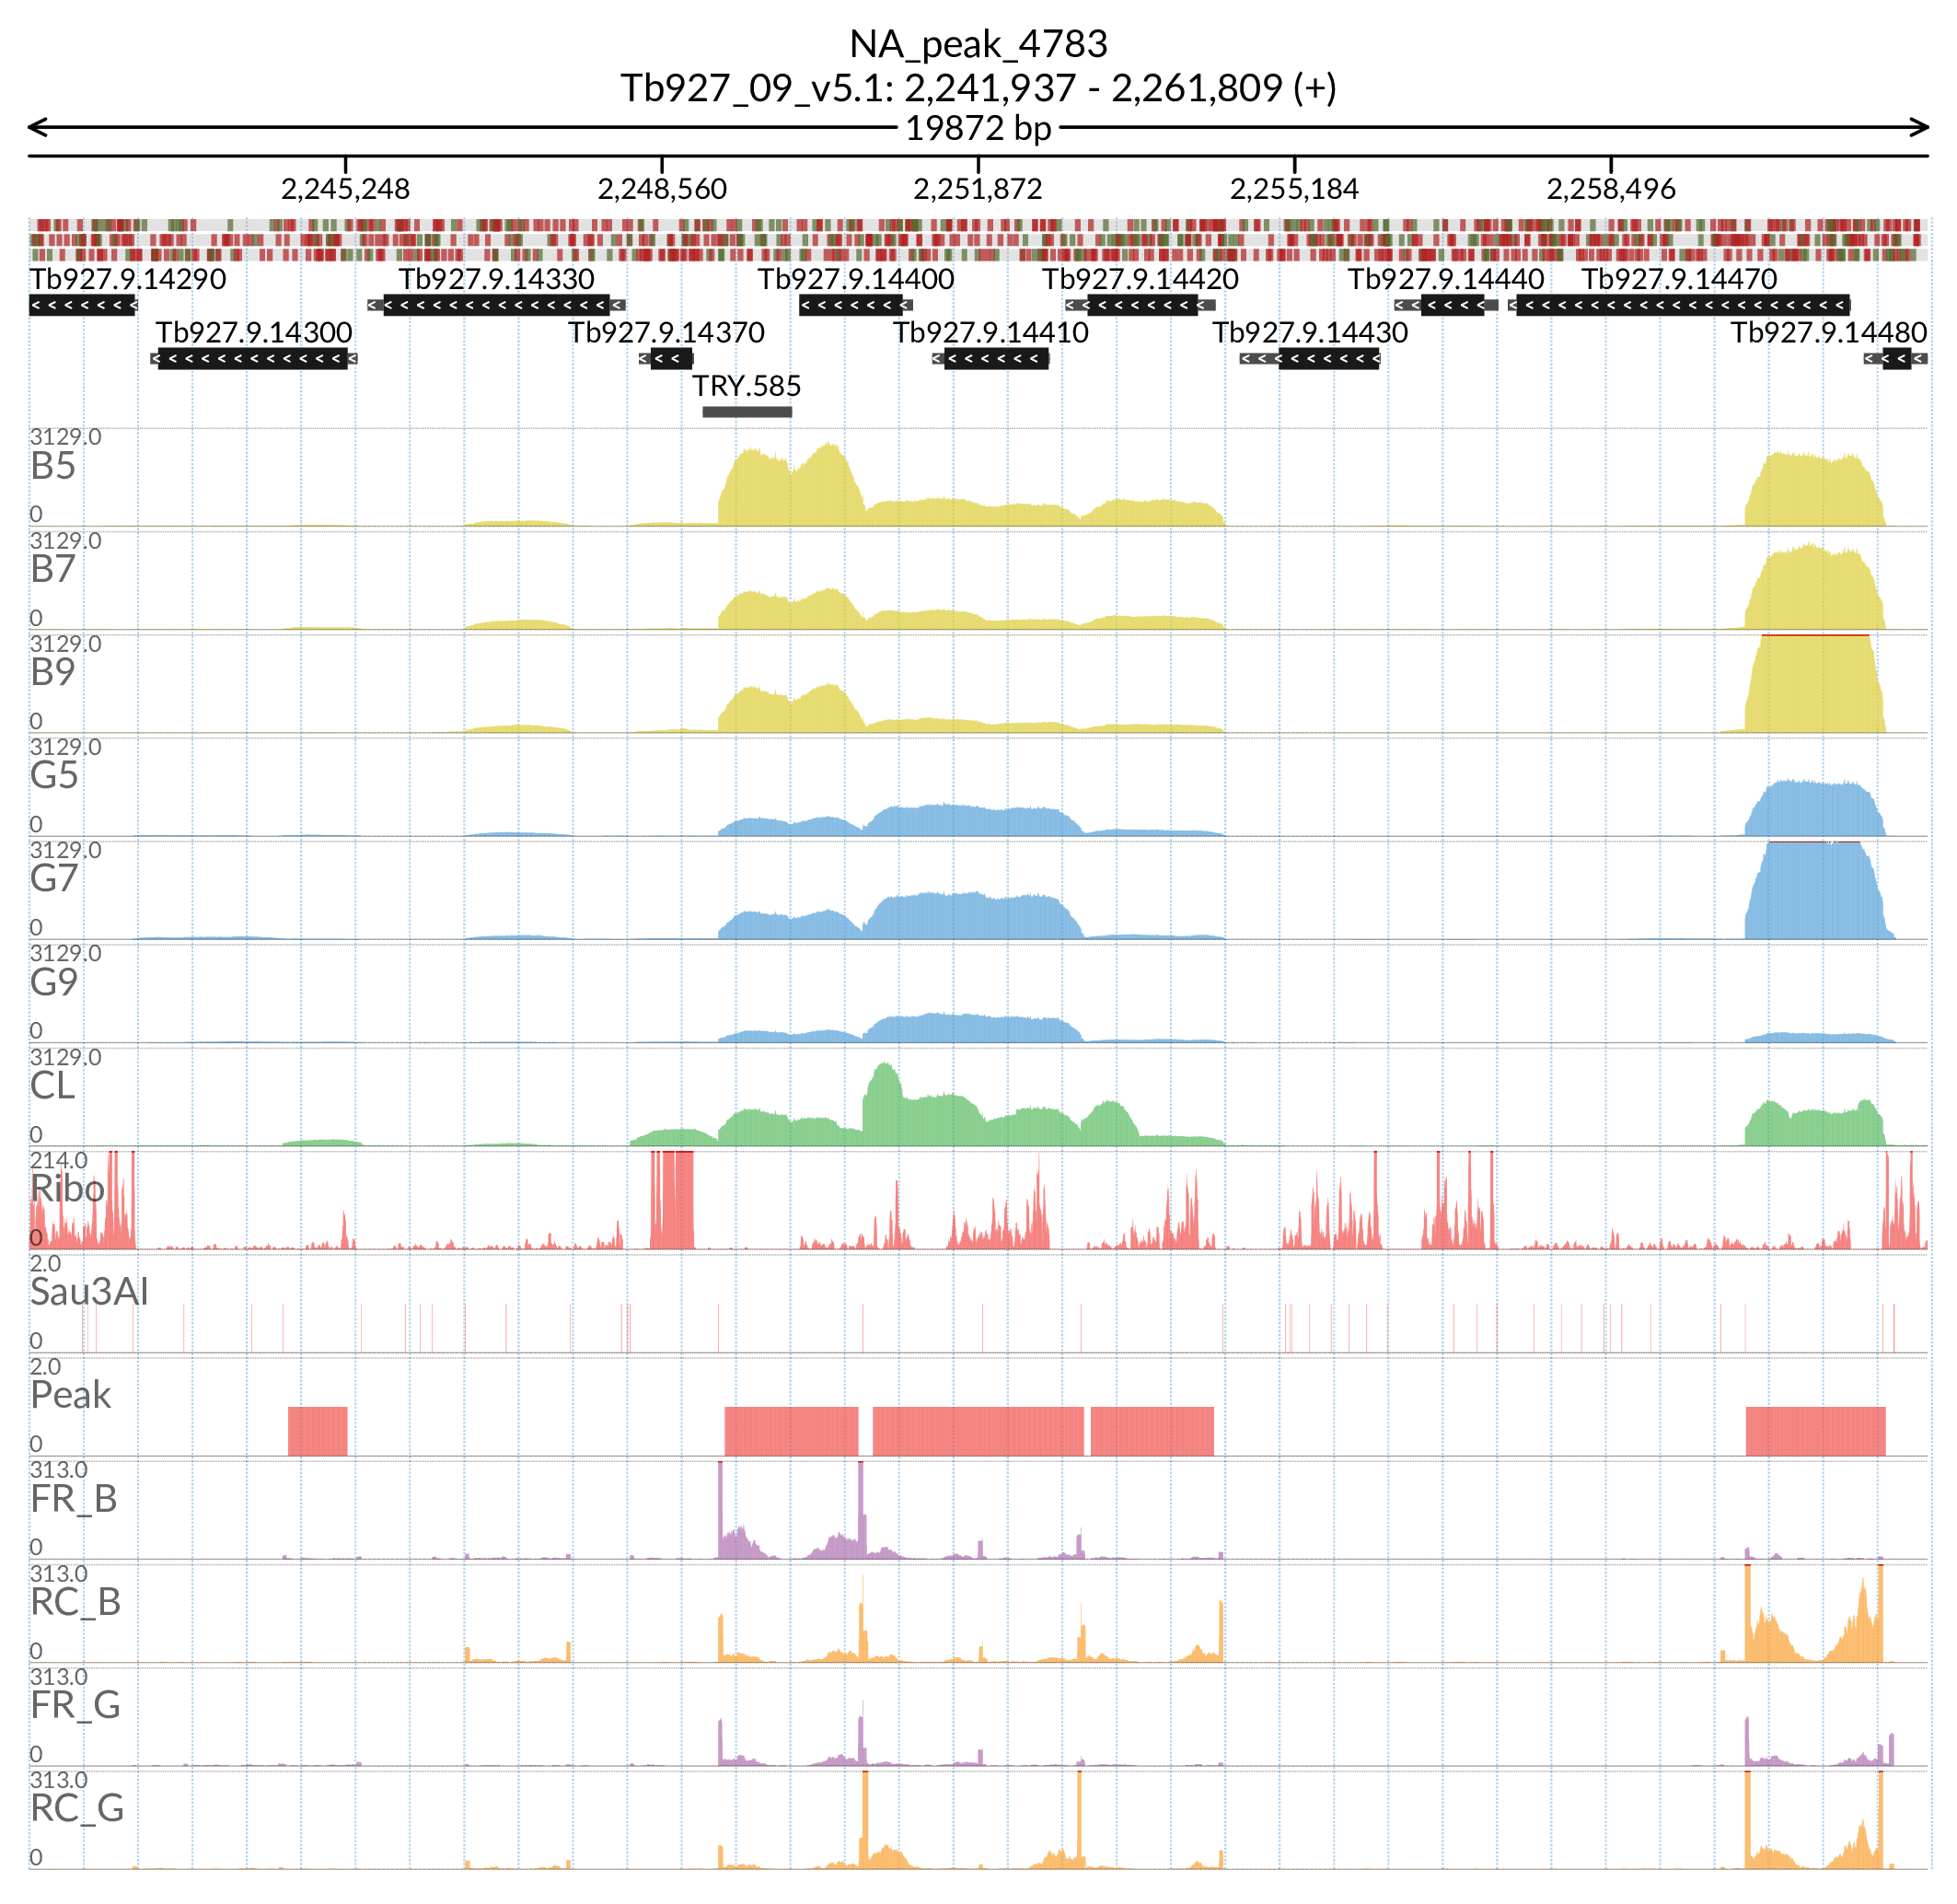 NA_peak_4783
Tb927_09_v5.1: 2,241,937 - 2,261,809 (+)
19872 bp
2,245,248 2,248,560 2,251,872 2,255,184 2,258,496
Tb927.9.14290 Tb927.9.14330 Tb927.9.14400 Tb927.9.14420 Tb927.9.14440 Tb927.9.14470
Tb927.9.14300 Tb927.9.14370 Tb927.9.14410 Tb927.9.14430 Tb927.9.14480
TRY.585
3129.0
B5
0
3129.0
B7
0
3129.0
B9
0
3129.0
G5
0
3129.0
G7
0
3129.0
G9
0
3129.0
CL
0
214.0
Ribo
0
2.0
Sau3AI
0
2.0
Peak
0
313.0
FR_B
0
313.0
RC_B
0
313.0
FR_G
0
313.0
RC_G
0